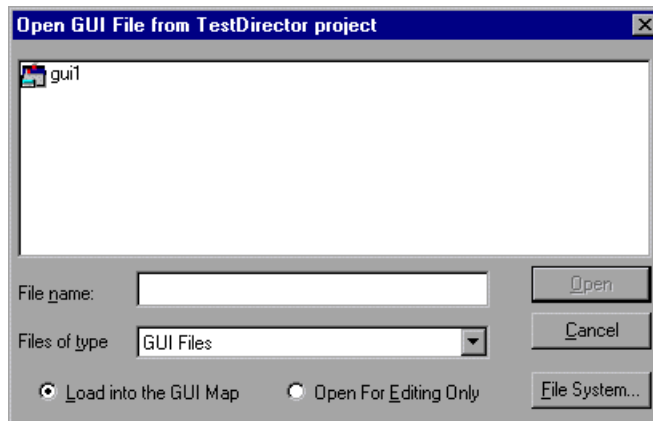 Open GUI File from TestDirector project
gui1
File name:
Open
Files of type
GUI Files
Cancel
Load into the GUI Map
Open For Editing Only
File System...